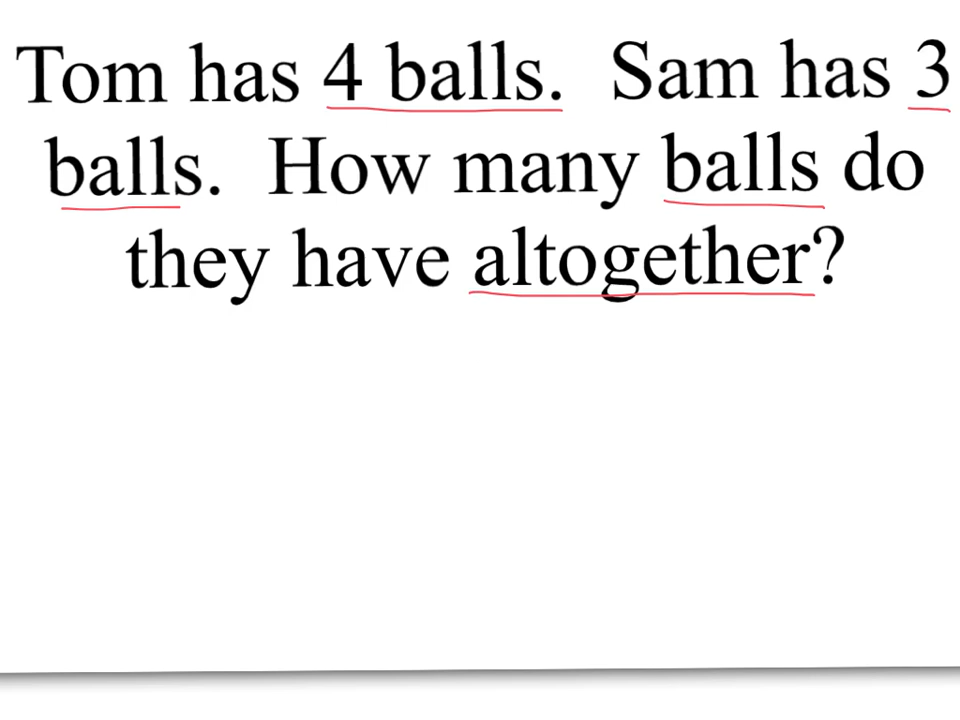 Tom has 4 balls. Sam has 3
balls. How many balls do
they have altogether?